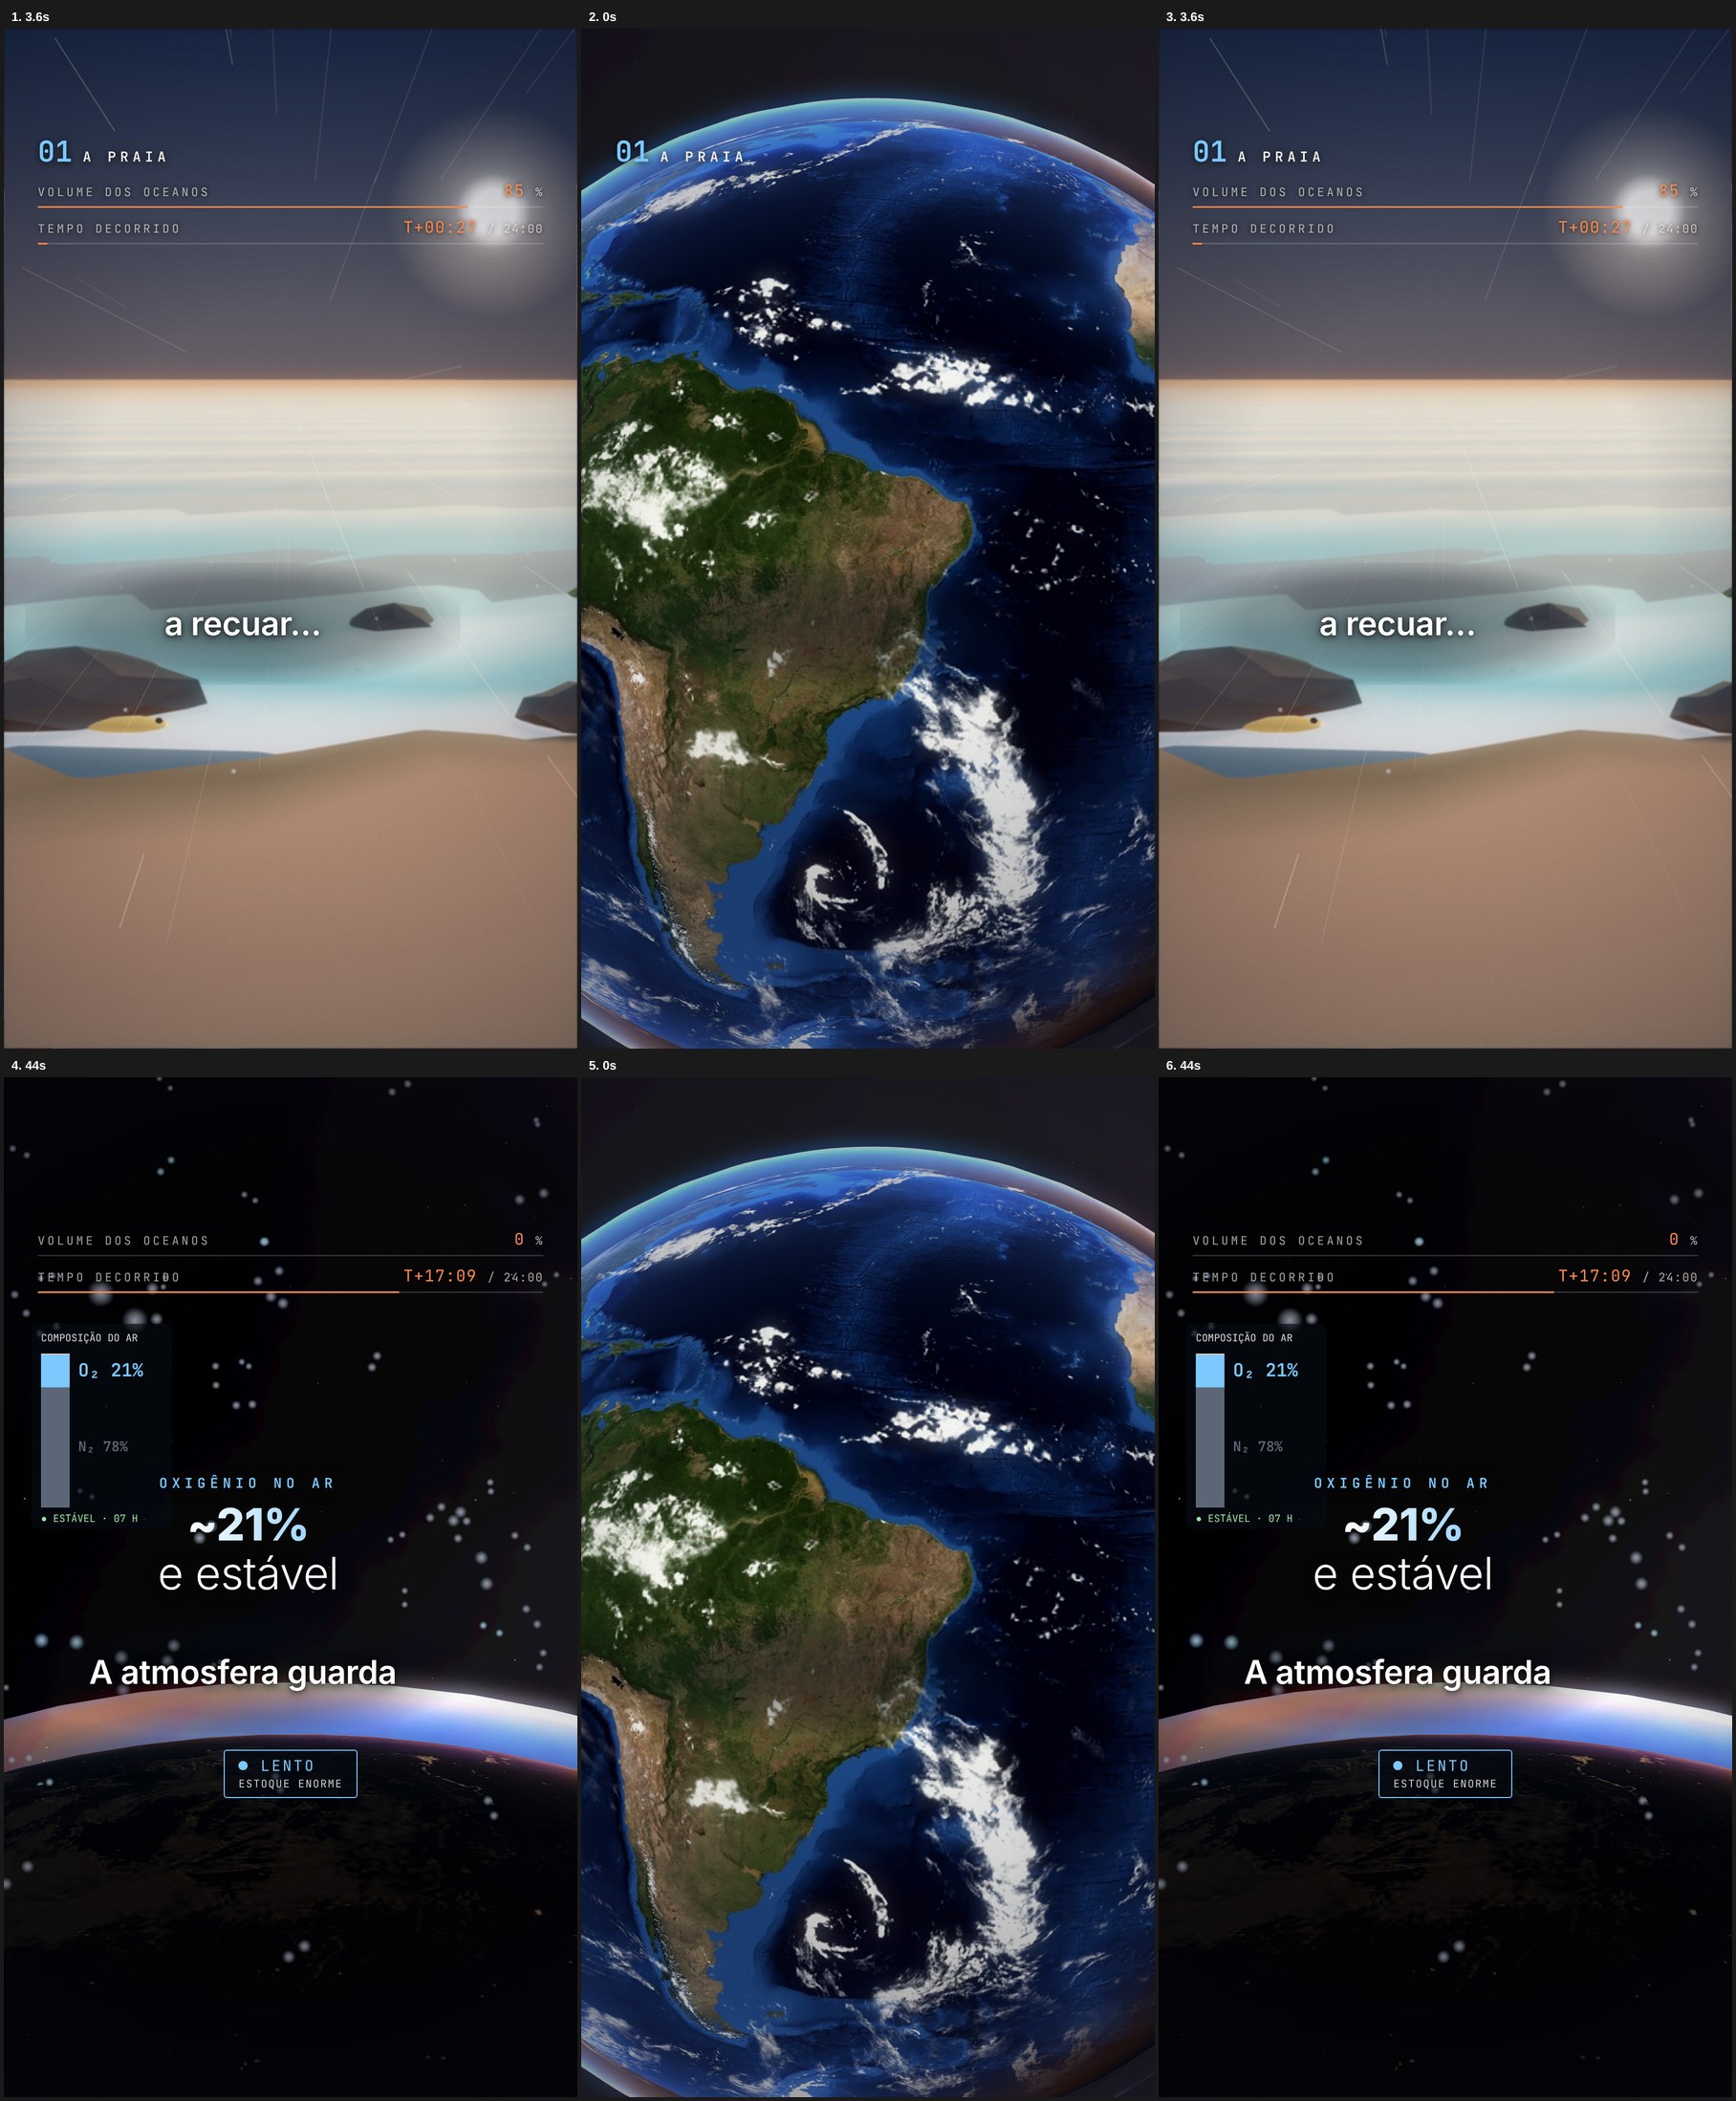 1. 3.6s
01 A PRAIA
VOLUME DOS OCEANOS 85 %
TEMPO DECORRIDO T+00:27 / 24:00
a recuar...
2. 0s
01 A PRAIA
3. 3.6s
01 A PRAIA
VOLUME DOS OCEANOS 85 %
TEMPO DECORRIDO T+00:27 / 24:00
a recuar...
4. 44s
VOLUME DOS OCEANOS 0 %
TEMPO DECORRIDO T+17:09 / 24:00
COMPOSIÇÃO DO AR
O₂ 21%
N₂ 78%
● ESTÁVEL · 07 H
OXIGÊNIO NO AR
~21%
e estável
A atmosfera guarda
● LENTO
ESTOQUE ENORME
5. 0s
6. 44s
VOLUME DOS OCEANOS 0 %
TEMPO DECORRIDO T+17:09 / 24:00
COMPOSIÇÃO DO AR
O₂ 21%
N₂ 78%
● ESTÁVEL · 07 H
OXIGÊNIO NO AR
~21%
e estável
A atmosfera guarda
● LENTO
ESTOQUE ENORME